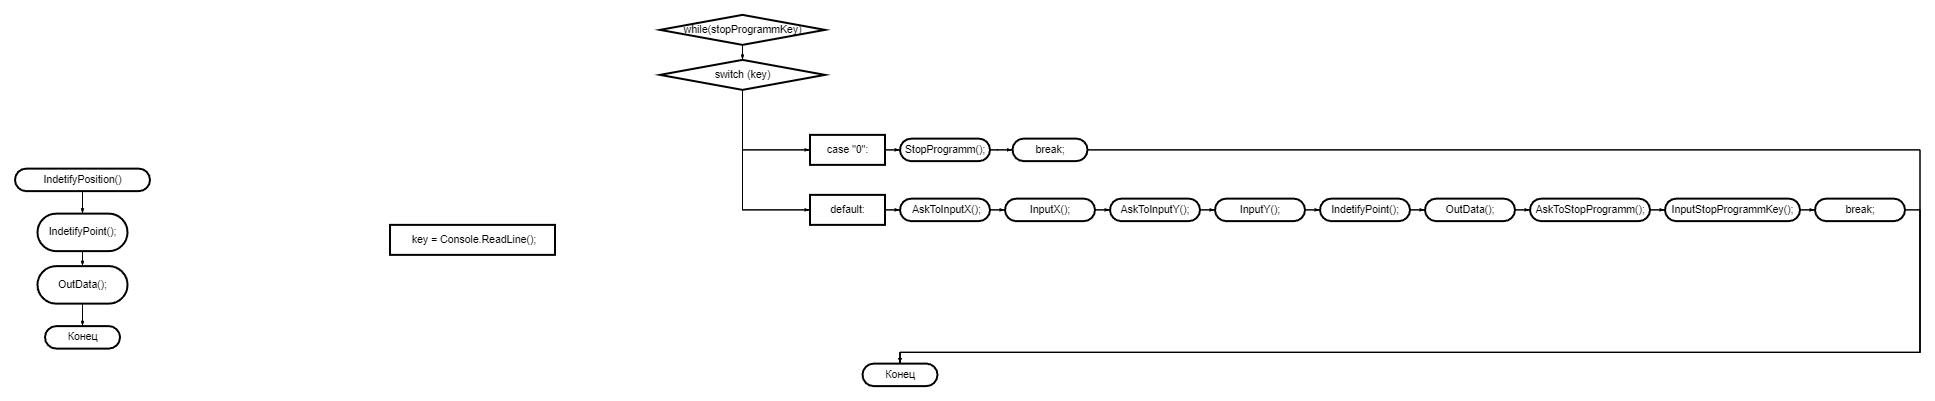 while(stopProgrammKey)
switch (key)
case "0":
StopProgramm();
break;
IndetifyPosition()
default:
AskToInputX();
InputX();
AskToInputY();
InputY();
IndetifyPoint();
OutData();
AskToStopProgramm();
InputStopProgrammKey();
break;
IndetifyPoint();
key = Console.ReadLine();
OutData();
Конец
Конец